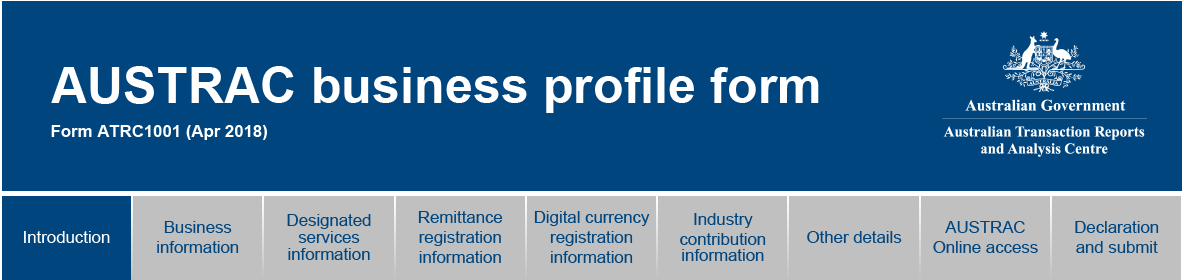 AUSTRAC business profile form
Form ATRC1001 (Apr 2018)
Australian Government
Australian Transaction Reports
and Analysis Centre
Introduction
Business
information
Designated
services
information
Remittance
registration
information
Digital currency
registration
information
Industry
contribution
information
Other details
AUSTRAC
Online access
Declaration
and submit